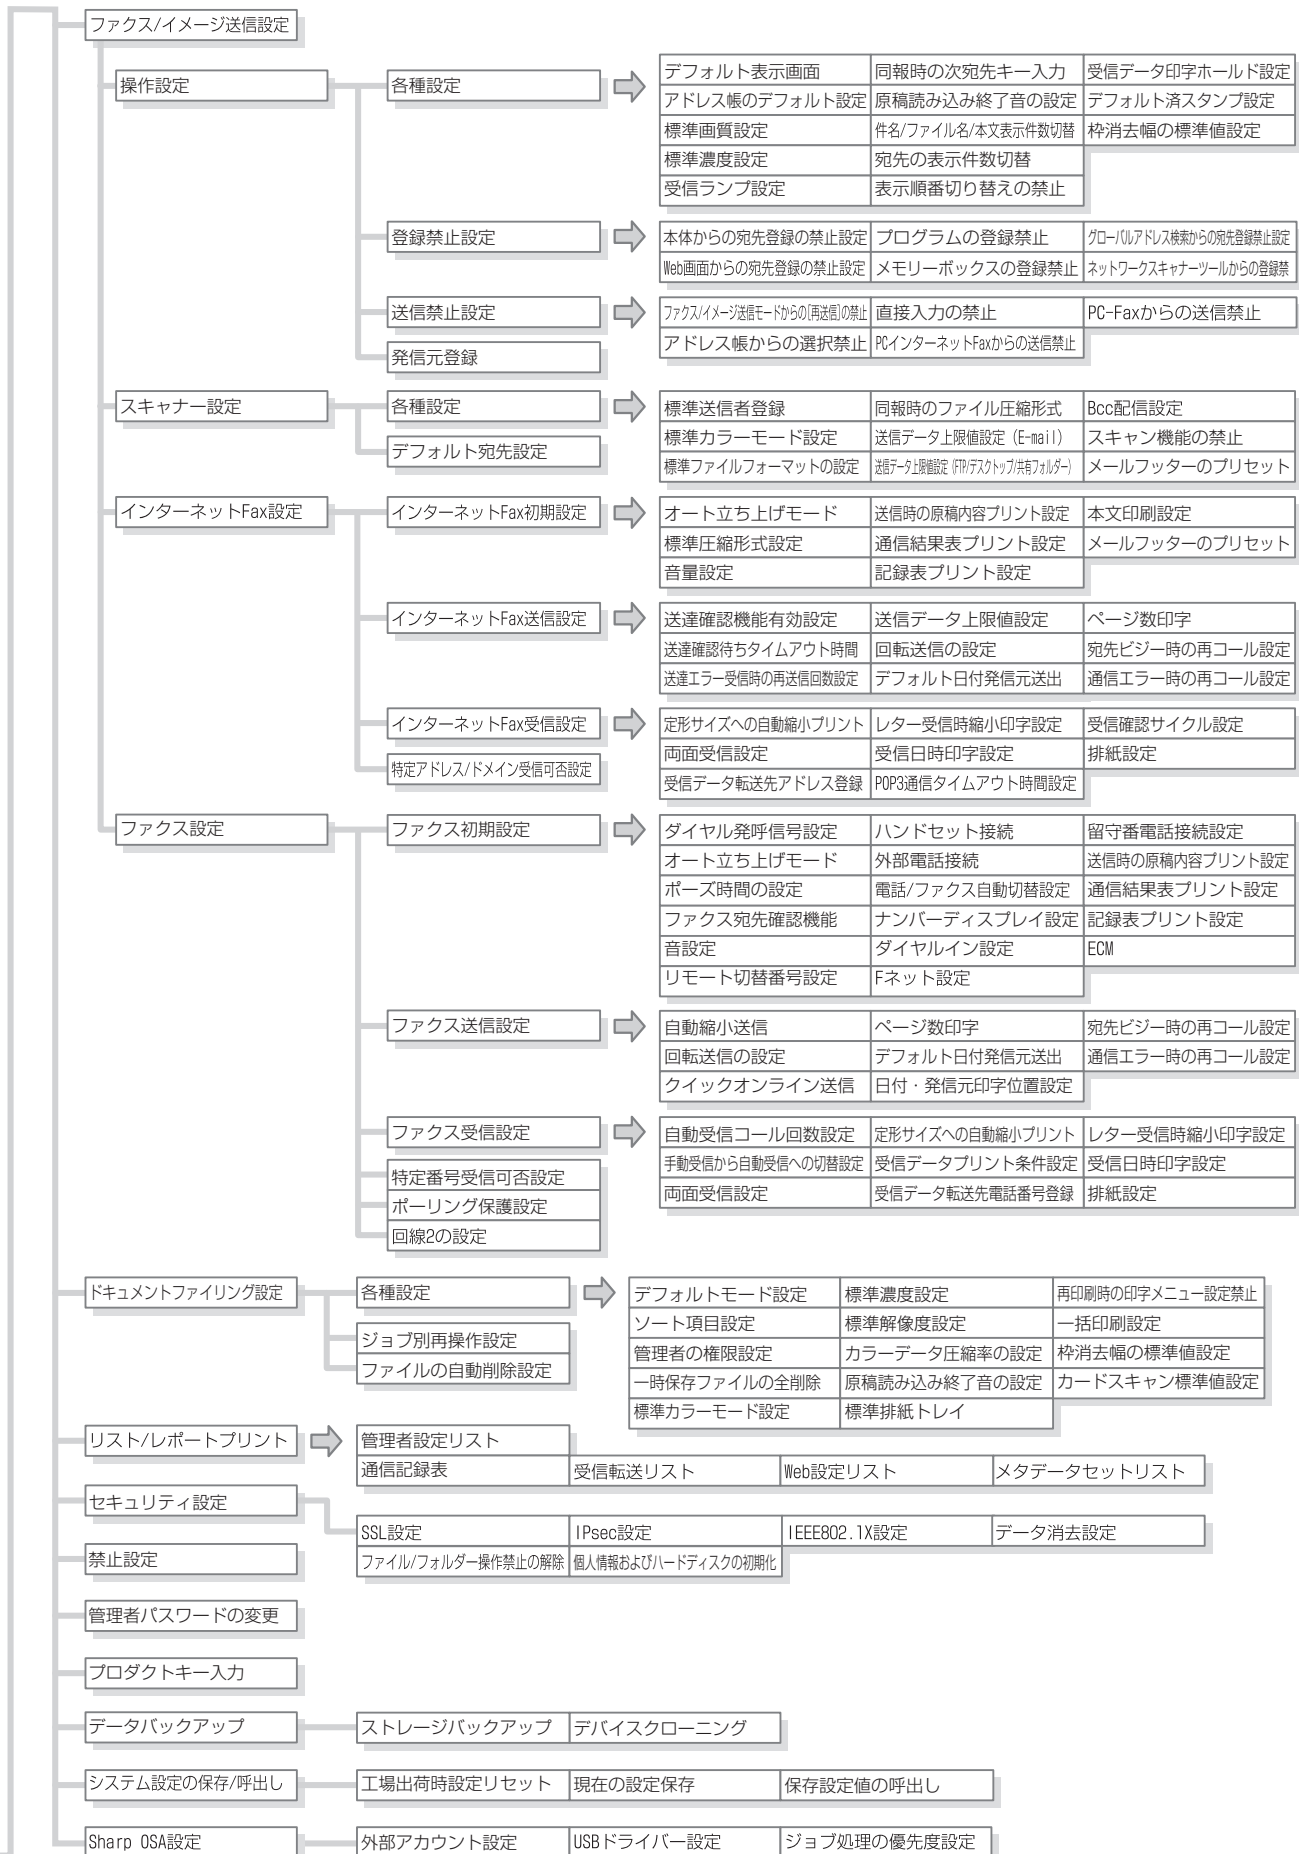 ファクス/イメージ送信設定
操作設定
各種設定
デフォルト表示画面 同報時の次宛先キー入力 受信データ印字ホールド設定
アドレス帳のデフォルト設定 原稿読み込み終了音の設定 デフォルト済スタンプ設定
標準画質設定 件名/ファイル名/本文表示件数切替 枠消去幅の標準値設定
標準濃度設定 宛先の表示件数切替
受信ランプ設定 表示順番切り替えの禁止
登録禁止設定
本体からの宛先登録の禁止設定 プログラムの登録禁止 グローバルアドレス検索からの宛先登録禁止設定
Web画面からの宛先登録の禁止設定 メモリーボックスの登録禁止 ネットワークスキャナーツールからの登録禁
送信禁止設定
ファクス/イメージ送信モードからの[再送信]の禁止 直接入力の禁止 PC-Faxからの送信禁止
アドレス帳からの選択禁止 PCインターネットFaxからの送信禁止
発信元登録
スキャナー設定
各種設定
標準送信者登録 同報時のファイル圧縮形式 Bcc配信設定
標準カラーモード設定 送信データ上限値設定（E-mail） スキャン機能の禁止
標準ファイルフォーマットの設定 送信データ上限値設定（FTP/デスクトップ/共有フォルダー） メールフッターのプリセット
デフォルト宛先設定
インターネットFax設定
インターネットFax初期設定
オート立ち上げモード 送信時の原稿内容プリント設定 本文印刷設定
標準圧縮形式設定 通信結果表プリント設定 メールフッターのプリセット
音量設定 記録表プリント設定
インターネットFax送信設定
送達確認機能有効設定 送信データ上限値設定 ページ数印字
送達確認待ちタイムアウト時間 回転送信の設定 宛先ビジー時の再コール設定
送達エラー受信時の再送信回数設定 デフォルト日付発信元送出 通信エラー時の再コール設定
インターネットFax受信設定
定形サイズへの自動縮小プリント レター受信時縮小印字設定 受信確認サイクル設定
両面受信設定 受信日時印字設定 排紙設定
受信データ転送先アドレス登録 POP3通信タイムアウト時間設定
特定アドレス/ドメイン受信可否設定
ファクス設定
ファクス初期設定
ダイヤル発呼信号設定 ハンドセット接続 留守番電話接続設定
オート立ち上げモード 外部電話接続 送信時の原稿内容プリント設定
ポーズ時間の設定 電話/ファクス自動切替設定 通信結果表プリント設定
ファクス宛先確認機能 ナンバーディスプレイ設定 記録表プリント設定
音設定 ダイヤルイン設定 ECM
リモート切替番号設定 Fネット設定
ファクス送信設定
自動縮小送信 ページ数印字 宛先ビジー時の再コール設定
回転送信の設定 デフォルト日付発信元送出 通信エラー時の再コール設定
クイックオンライン送信 日付・発信元印字位置設定
ファクス受信設定
自動受信コール回数設定 定形サイズへの自動縮小プリント レター受信時縮小印字設定
手動受信から自動受信への切替設定 受信データプリント条件設定 受信日時印字設定
両面受信設定 受信データ転送先電話番号登録 排紙設定
特定番号受信可否設定
ポーリング保護設定
回線2の設定
ドキュメントファイリング設定
各種設定
デフォルトモード設定 標準濃度設定 再印刷時の印字メニュー設定禁止
ソート項目設定 標準解像度設定 一括印刷設定
管理者の権限設定 カラーデータ圧縮率の設定 枠消去幅の標準値設定
一時保存ファイルの全削除 原稿読み込み終了音の設定 カードスキャン標準値設定
標準カラーモード設定 標準排紙トレイ
ジョブ別再操作設定
ファイルの自動削除設定
リスト/レポートプリント
管理者設定リスト
通信記録表 受信転送リスト Web設定リスト メタデータセットリスト
セキュリティ設定
SSL設定 IPsec設定 IEEE802.1X設定 データ消去設定
ファイル/フォルダー操作禁止の解除 個人情報およびハードディスクの初期化
禁止設定
管理者パスワードの変更
プロダクトキー入力
データバックアップ
ストレージバックアップ デバイスクローニング
システム設定の保存/呼出し
工場出荷時設定リセット 現在の設定保存 保存設定値の呼出し
Sharp OSA設定
外部アカウント設定 USBドライバー設定 ジョブ処理の優先度設定